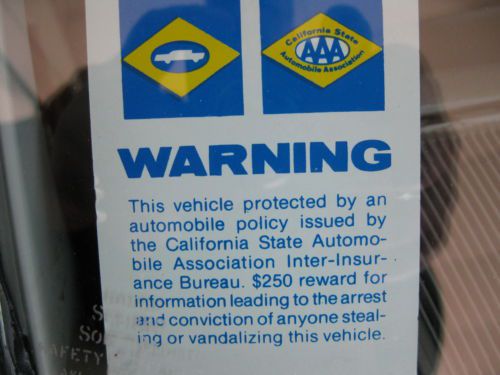 California State
AAA
Automobile Association
WARNING
This vehicle protected by an
automobile policy issued by
the California State Automo-
bile Association Inter-Insur-
ance Bureau. $250 reward for
information leading to the arrest
and conviction of anyone steal-
ing or vandalizing this vehicle.
SAFETY